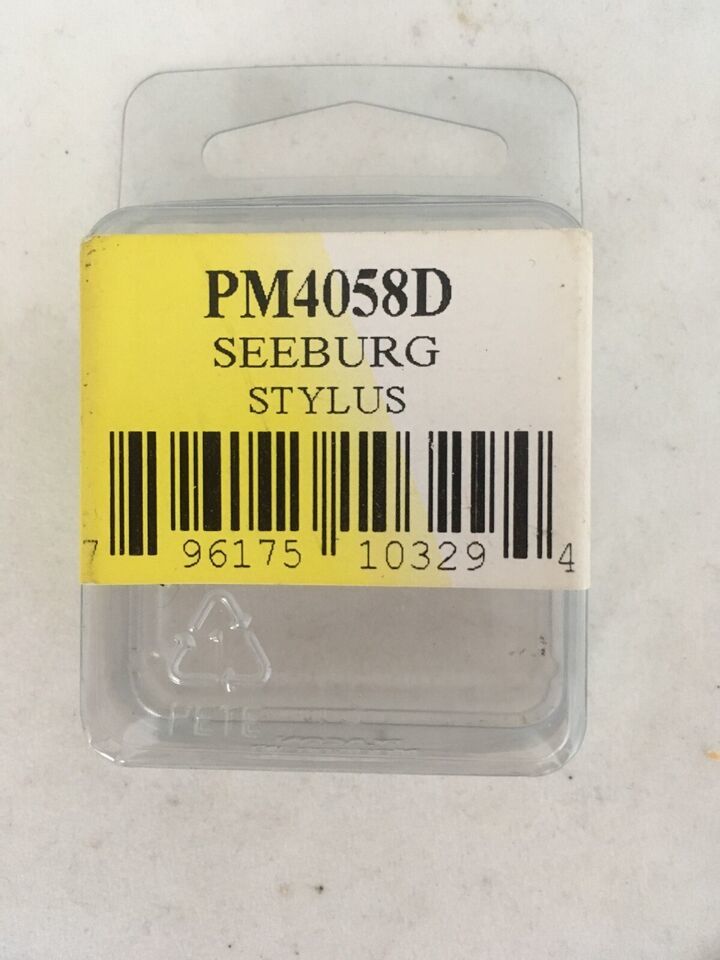 PM4058D
SEEBURG
STYLUS
7 96175 10329 4
PETE